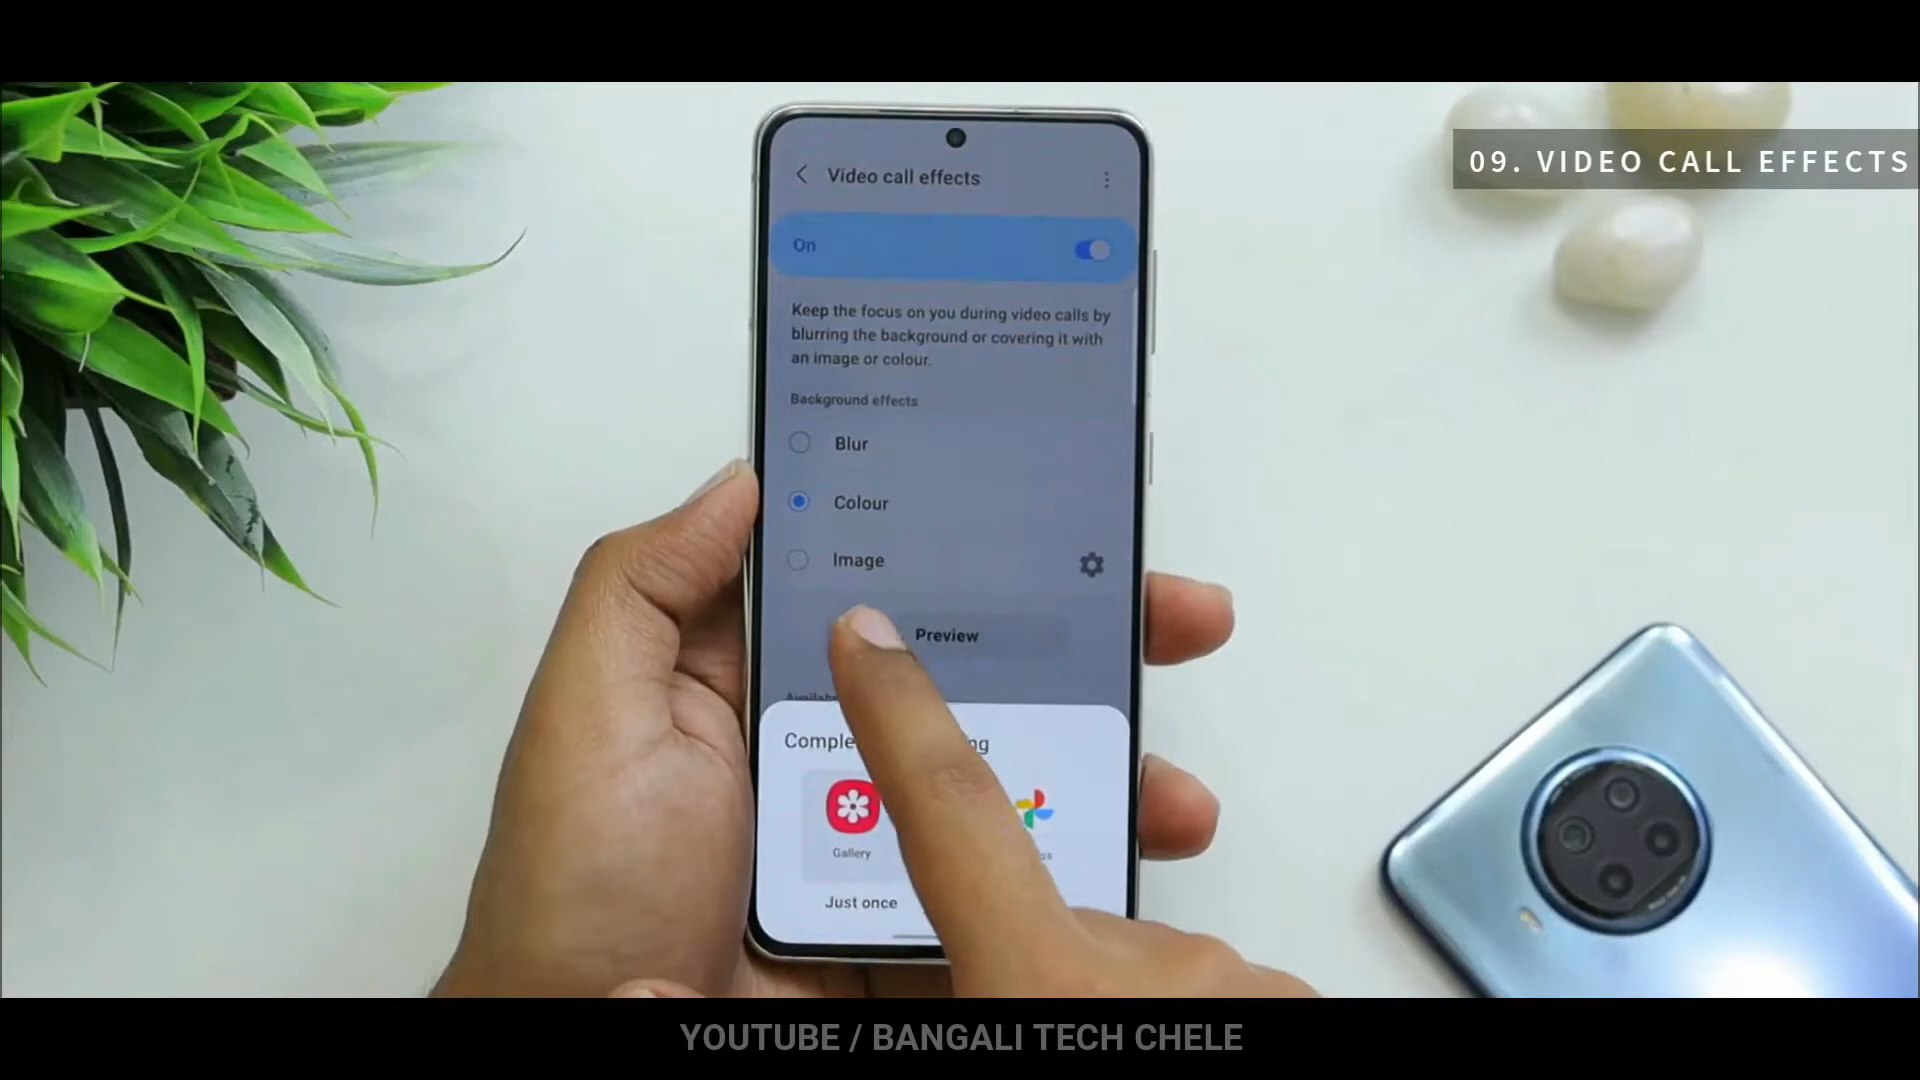 09. VIDEO CALL EFFECTS
Video call effects
On
Keep the focus on you during video calls by
blurring the background or covering it with
an image or colour.
Background effects
Blur
Colour
Image
Preview
Gallery
Just once
YOUTUBE / BANGALI TECH CHELE